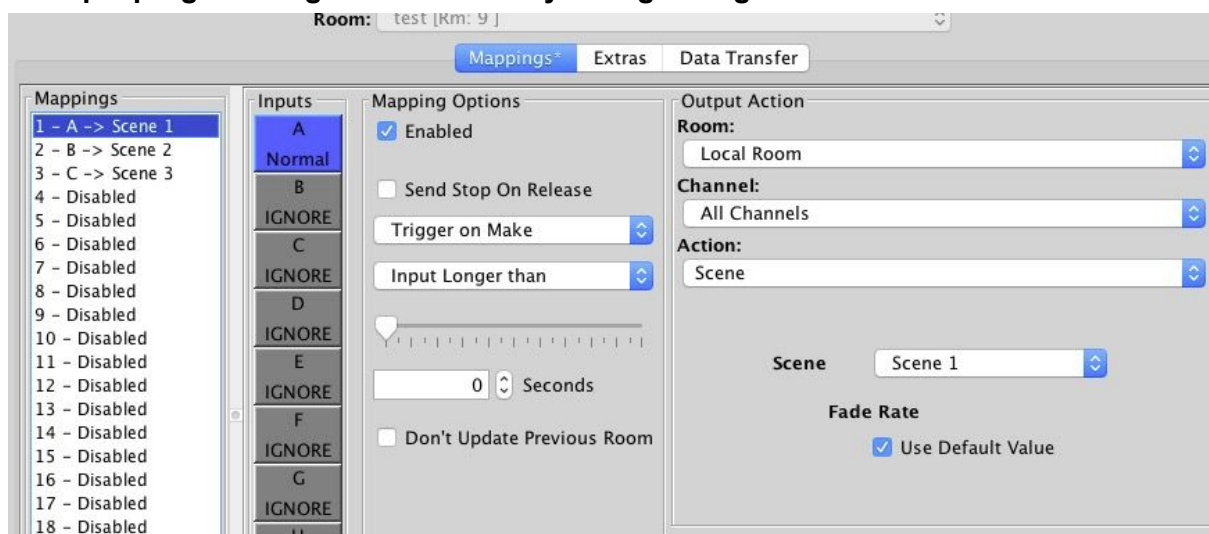 Room: test [Rm: 9 ]
Mappings* Extras Data Transfer
Mappings
1 - A -> Scene 1
2 - B -> Scene 2
3 - C -> Scene 3
4 - Disabled
5 - Disabled
6 - Disabled
7 - Disabled
8 - Disabled
9 - Disabled
10 - Disabled
11 - Disabled
12 - Disabled
13 - Disabled
14 - Disabled
15 - Disabled
16 - Disabled
17 - Disabled
18 - Disabled
Inputs
A
Normal
B
IGNORE
C
IGNORE
D
IGNORE
E
IGNORE
F
IGNORE
G
IGNORE
Mapping Options
Enabled
Send Stop On Release
Trigger on Make
Input Longer than
0 Seconds
Don't Update Previous Room
Output Action
Room:
Local Room
Channel:
All Channels
Action:
Scene
Scene Scene 1
Fade Rate
Use Default Value